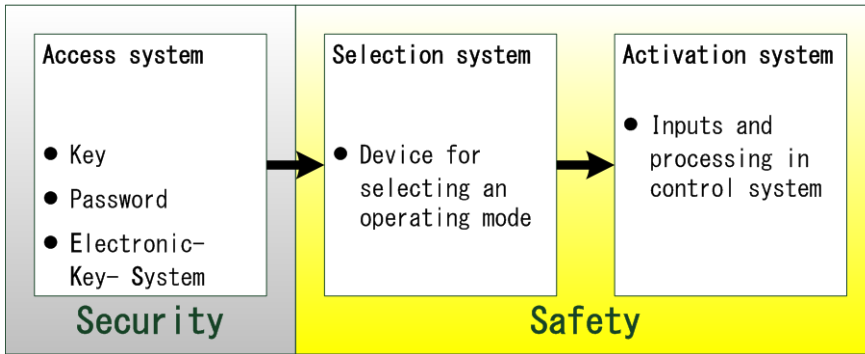 Access system
● Key
● Password
● Electronic-
Key- System
Selection system
● Device for
selecting an
operating mode
Activation system
● Inputs and
processing in
control system
Security
Safety